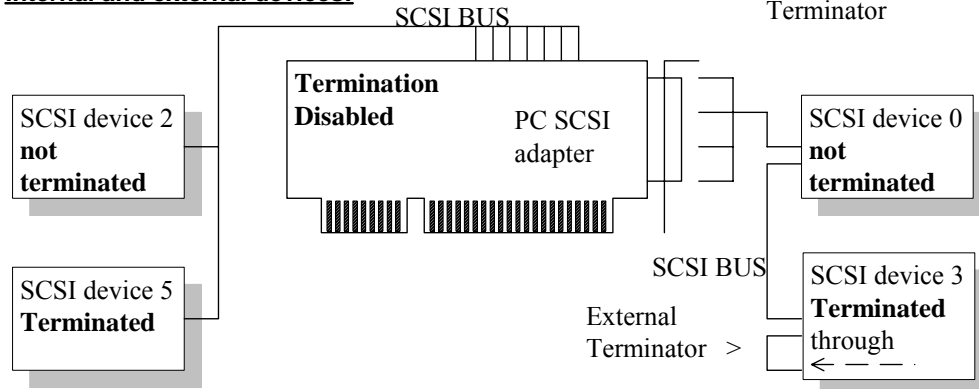 internal and external devices:
SCSI BUS
Terminator
Termination
Disabled
PC SCSI
adapter
SCSI device 2
not
terminated
SCSI device 0
not
terminated
SCSI BUS
SCSI device 5
Terminated
External
Terminator >
SCSI device 3
Terminated
through